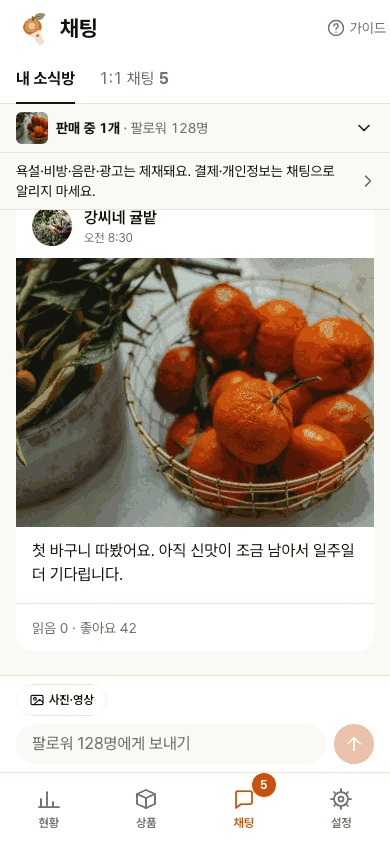 채팅
가이드
내 소식방
1:1 채팅 5
판매 중 1개 · 팔로워 128명
욕설·비방·음란·광고는 제재돼요. 결제·개인정보는 채팅으로
알리지 마세요.
강씨네 귤밭
오전 8:30
첫 바구니 따봤어요. 아직 신맛이 조금 남아서 일주일
더 기다립니다.
읽음 0 · 좋아요 42
사진·영상
팔로워 128명에게 보내기
5
현황
상품
채팅
설정